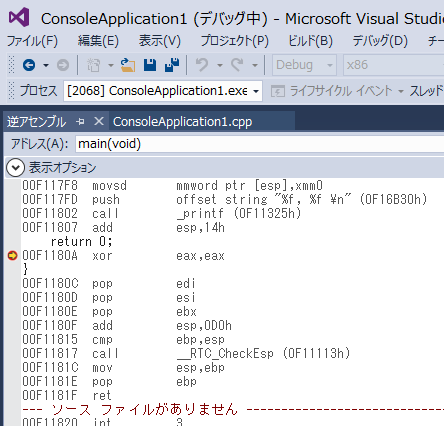 ConsoleApplication1 (デバッグ中) - Microsoft Visual Studio
ファイル(F) 編集(E) 表示(V) プロジェクト(P) ビルド(B) デバッグ(D) チー
Debug x86
プロセス [2068] ConsoleApplication1.exe ライフサイクル イベント スレッド
逆アセンブル ConsoleApplication1.cpp
アドレス(A): main(void)
表示オプション
00F117F8 movsd mmword ptr [esp],xmm0
00F117FD push offset string "%f, %f ¥n" (0F16B30h)
00F11802 call _printf (0F11325h)
00F11807 add esp,14h
return 0;
00F1180A xor eax,eax
}
00F1180C pop edi
00F1180D pop esi
00F1180E pop ebx
00F1180F add esp,0D0h
00F11815 cmp ebp,esp
00F11817 call __RTC_CheckEsp (0F11113h)
00F1181C mov esp,ebp
00F1181E pop ebp
00F1181F ret
--- ソース ファイルがありません -----------------------
00F11820 int 3